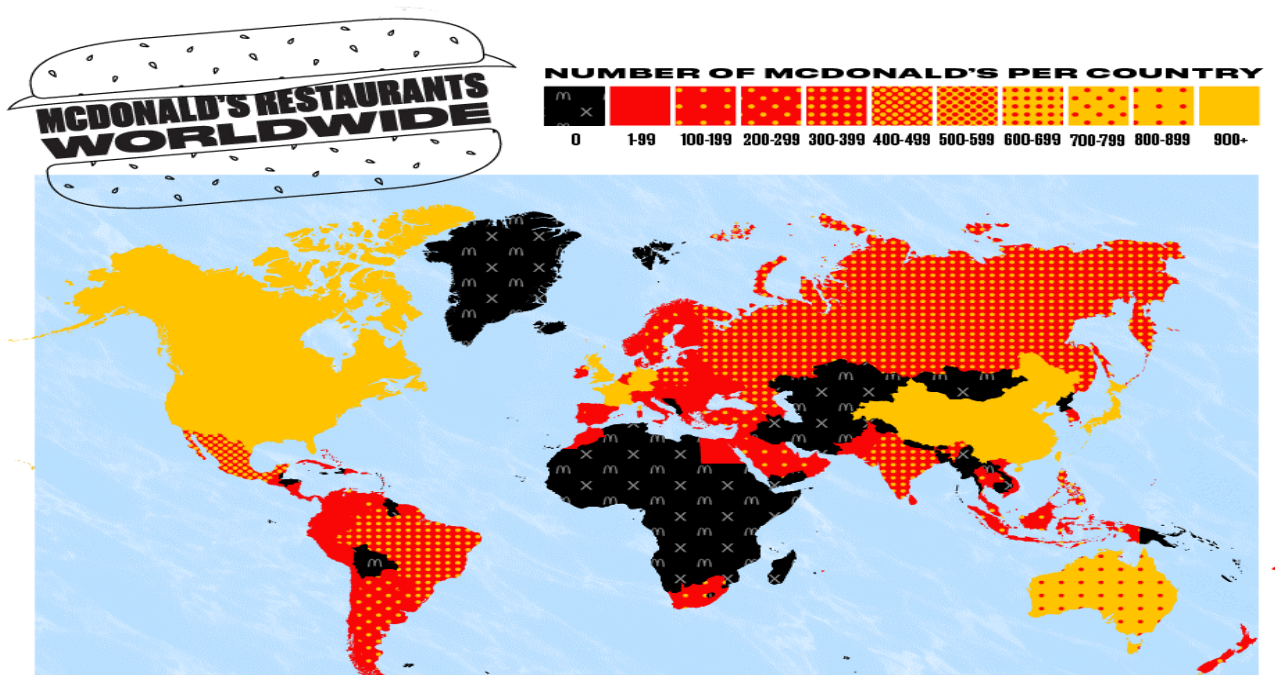 MCDONALD'S RESTAURANTS
WORLDWIDE
NUMBER OF MCDONALD'S PER COUNTRY
0 1-99 100-199 200-299 300-399 400-499 500-599 600-699 700-799 800-899 900+